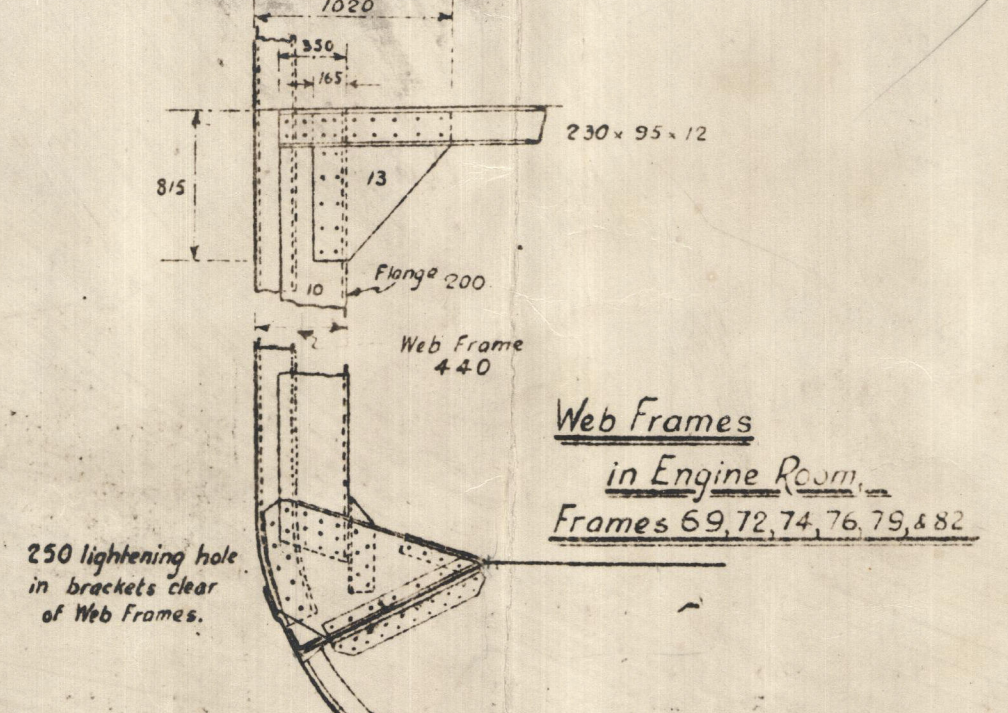 1020
350
165
230 x 95 x 12
815
13
Flange 200
10
Web Frame
440
Web Frames
in Engine Room,
Frames 69, 72, 74, 76, 79, & 82
250 lightening hole
in brackets clear
of Web Frames.